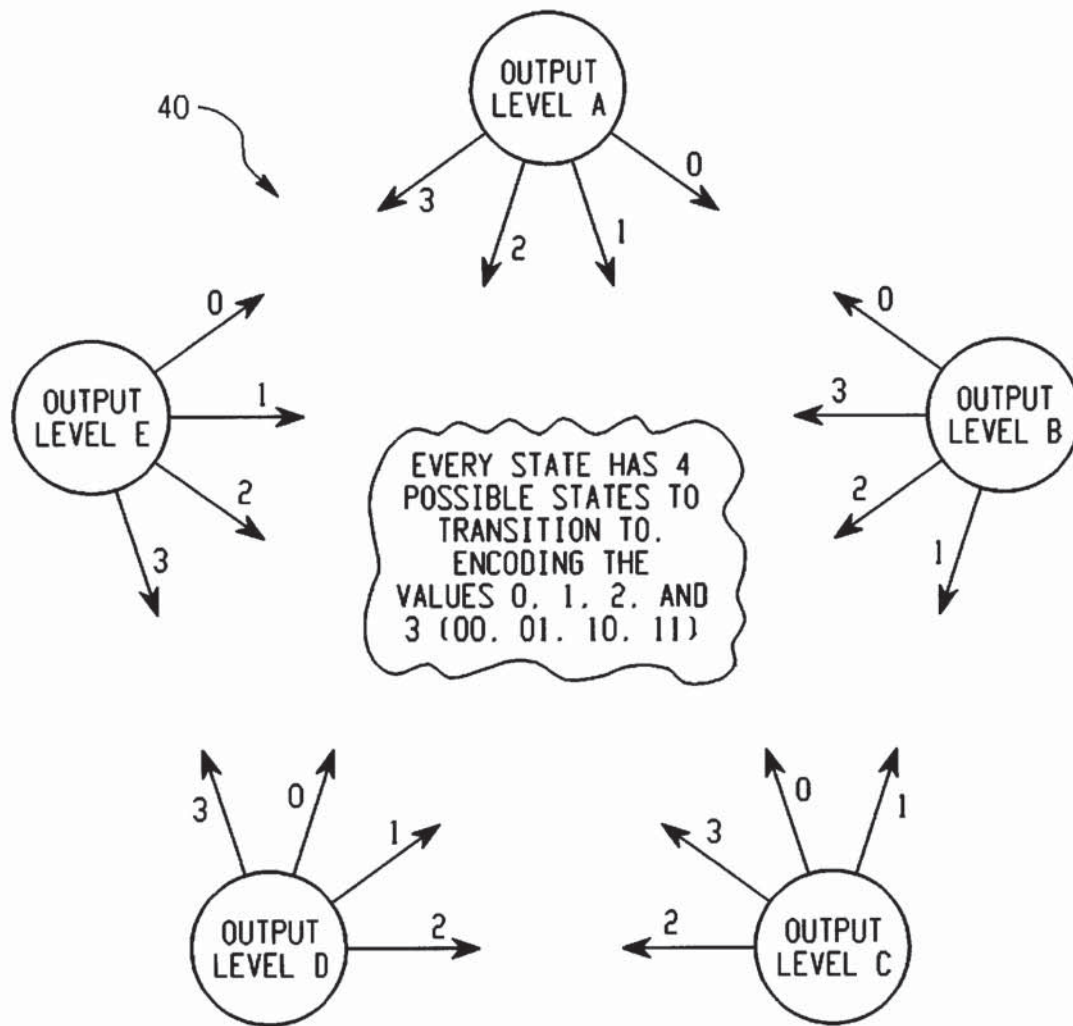 OUTPUT
LEVEL A
40
0
3
2
1
0
0
OUTPUT
LEVEL E
1
3
OUTPUT
LEVEL B
2
2
3
1
EVERY STATE HAS 4
POSSIBLE STATES TO
TRANSITION TO.
ENCODING THE
VALUES 0, 1, 2, AND
3 (00, 01, 10, 11)
3
0
1
2
OUTPUT
LEVEL D
0
1
3
2
OUTPUT
LEVEL C